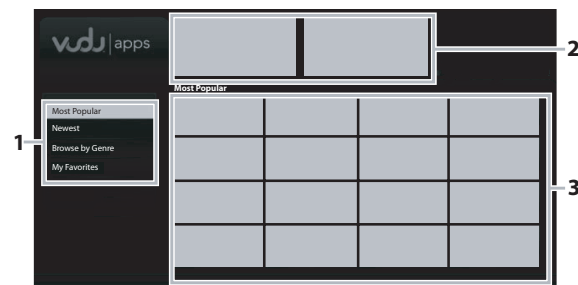 vudu apps
2
Most Popular
1
Most Popular
Newest
Browse by Genre
My Favorites
3